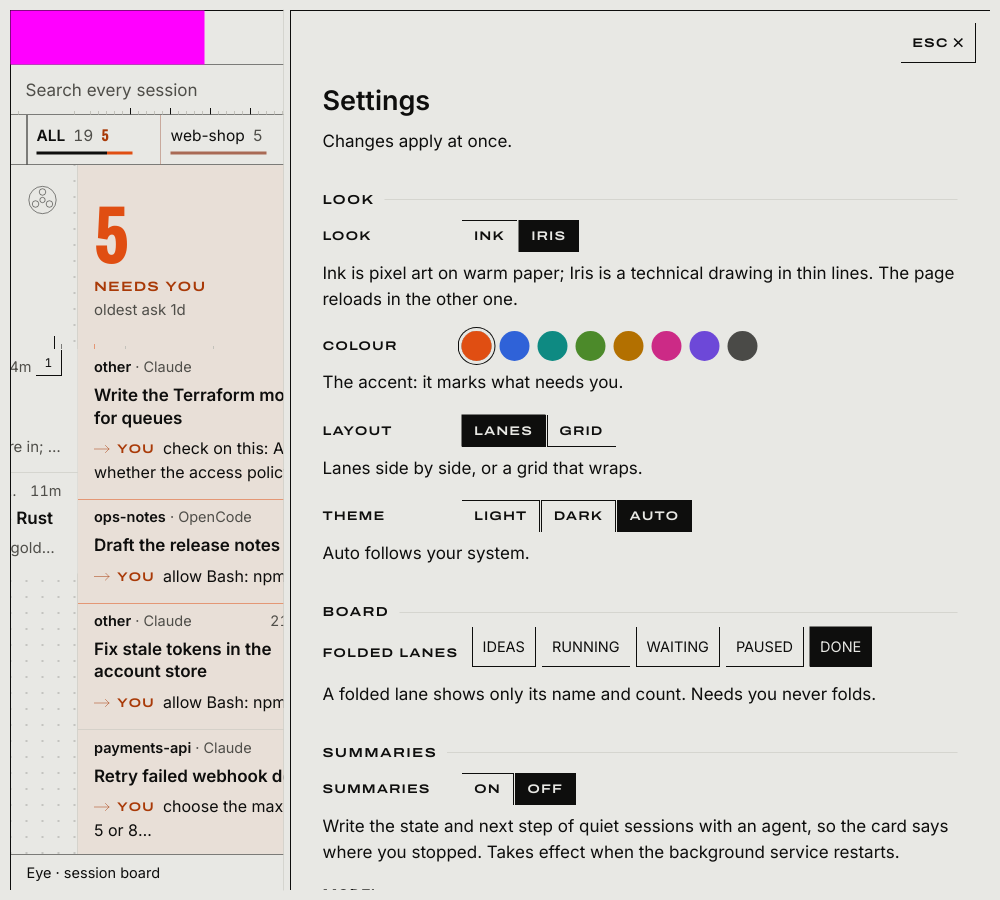 Search every session
ALL 19 5
web-shop 5
5
NEEDS YOU
oldest ask 1d
4m 1
other · Claude
Write the Terraform mo
for queues
→ YOU check on this: A
whether the access polic
re in; ...
. 11m
Rust
gold...
ops-notes · OpenCode
Draft the release notes
→ YOU allow Bash: npm
other · Claude
Fix stale tokens in the
account store
→ YOU allow Bash: npm
payments-api · Claude
Retry failed webhook d
→ YOU choose the max
5 or 8...
Eye · session board
ESC ✕
Settings
Changes apply at once.
LOOK
LOOK INK IRIS
Ink is pixel art on warm paper; Iris is a technical drawing in thin lines. The page
reloads in the other one.
COLOUR
The accent: it marks what needs you.
LAYOUT LANES GRID
Lanes side by side, or a grid that wraps.
THEME LIGHT DARK AUTO
Auto follows your system.
BOARD
FOLDED LANES IDEAS RUNNING WAITING PAUSED DONE
A folded lane shows only its name and count. Needs you never folds.
SUMMARIES
SUMMARIES ON OFF
Write the state and next step of quiet sessions with an agent, so the card says
where you stopped. Takes effect when the background service restarts.